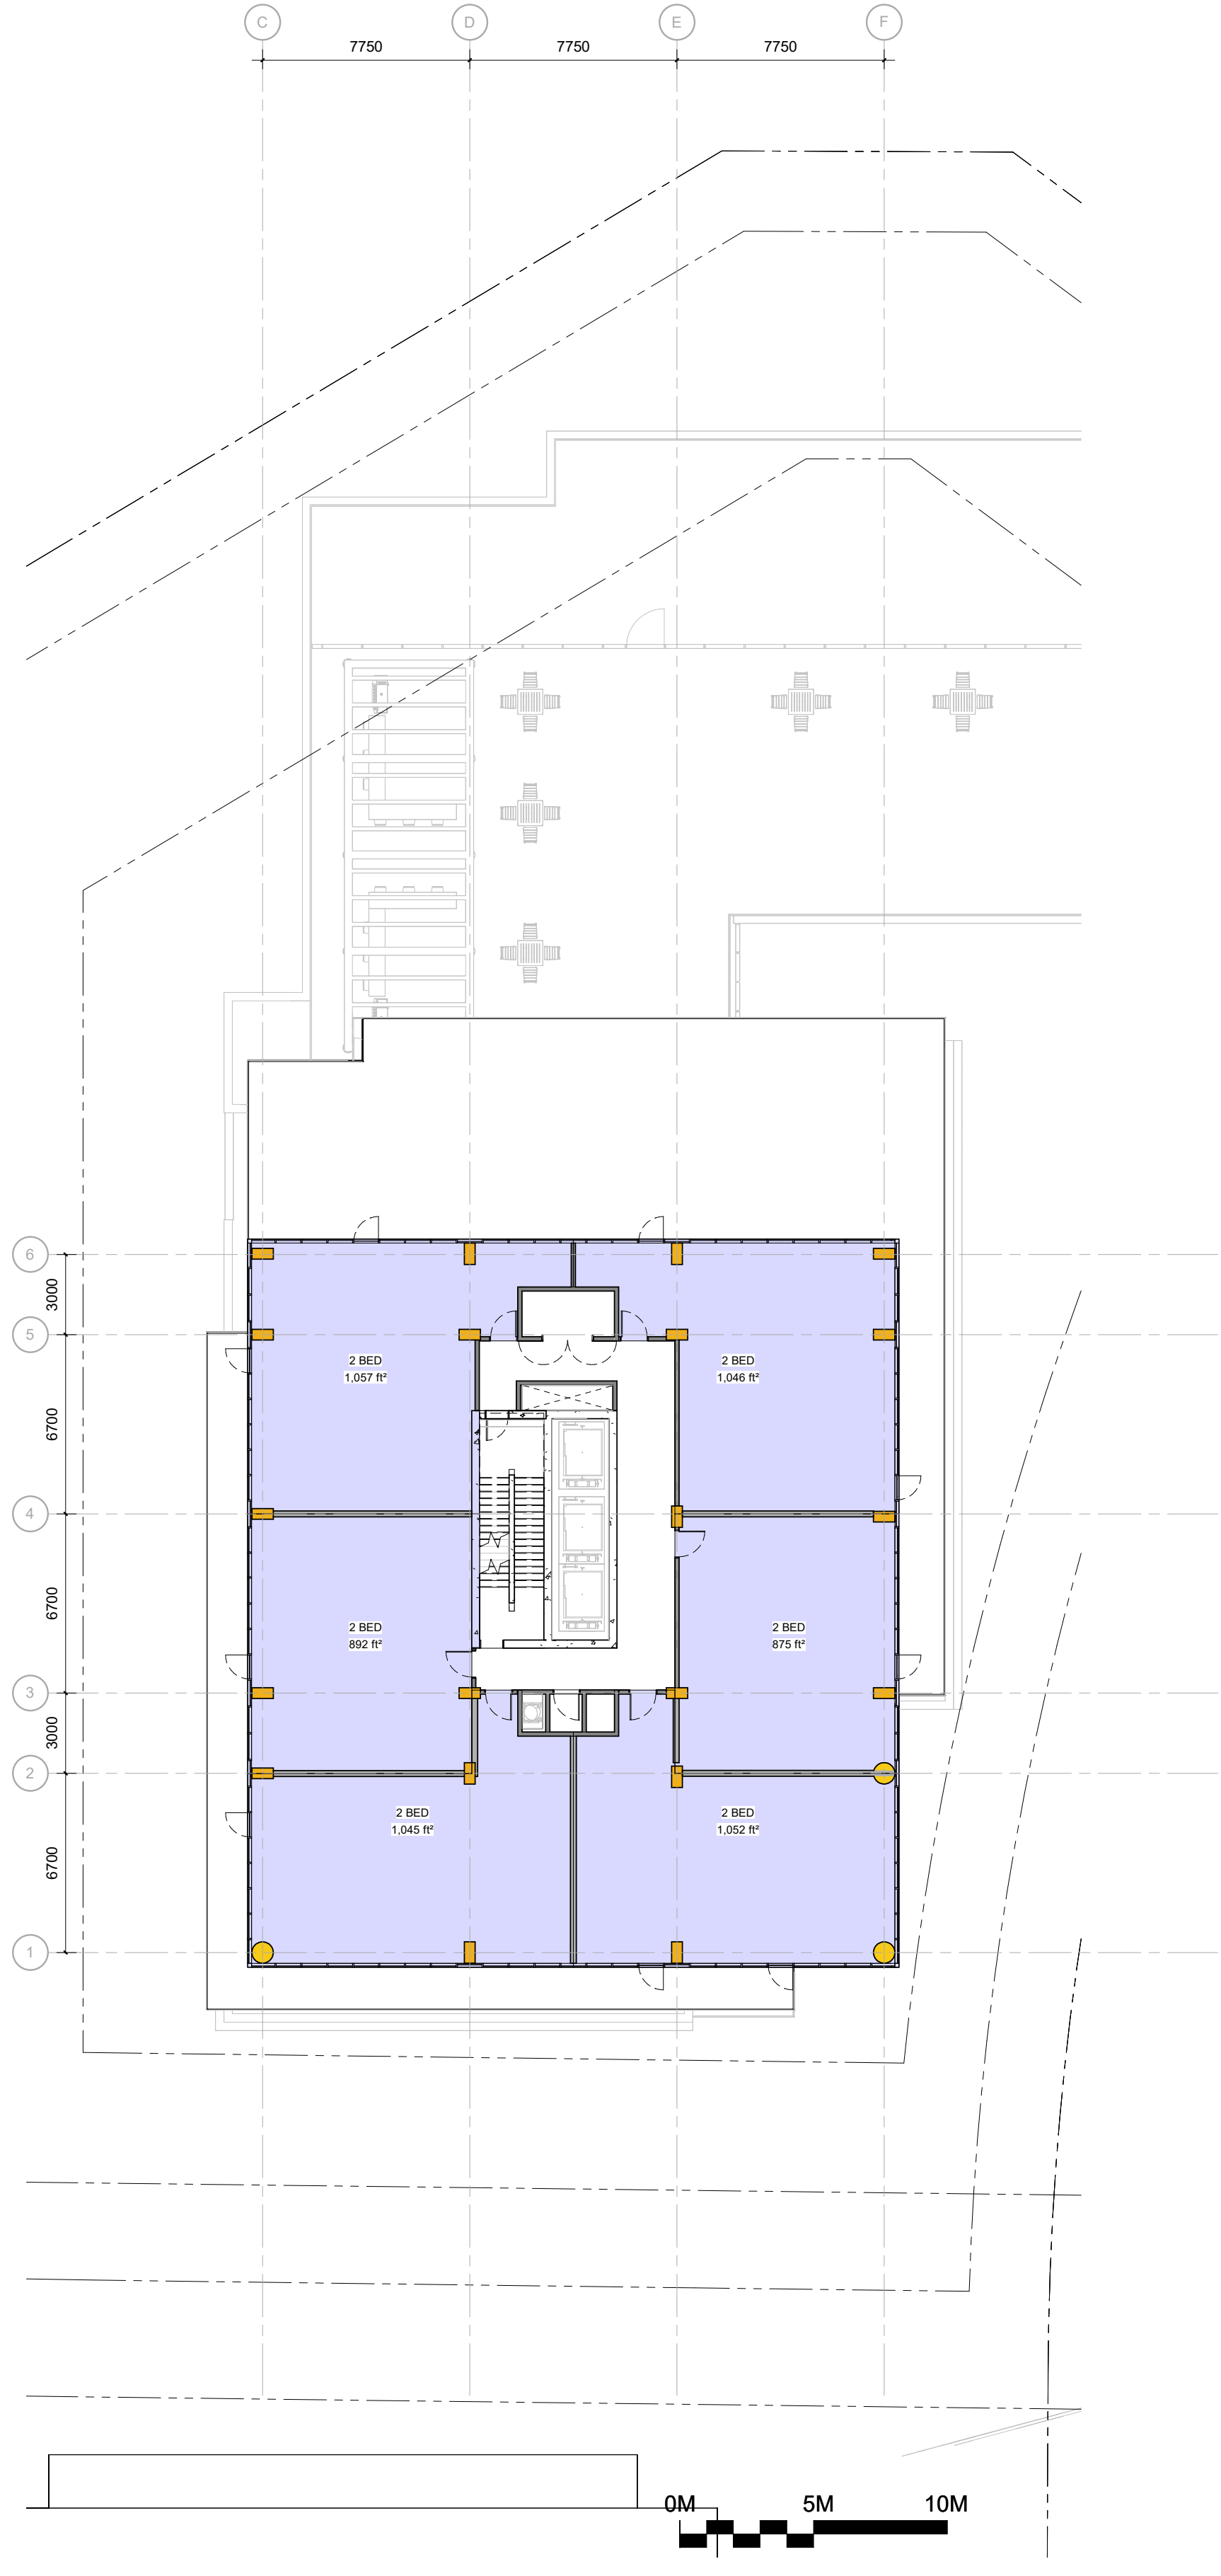 C D E F
7750 7750 7750
6
3000
5
2 BED
1,057 ft²
2 BED
1,046 ft²
6700
4
6700
2 BED
892 ft²
2 BED
875 ft²
3
3000
2
2 BED
1,045 ft²
2 BED
1,052 ft²
6700
1
0M 5M 10M